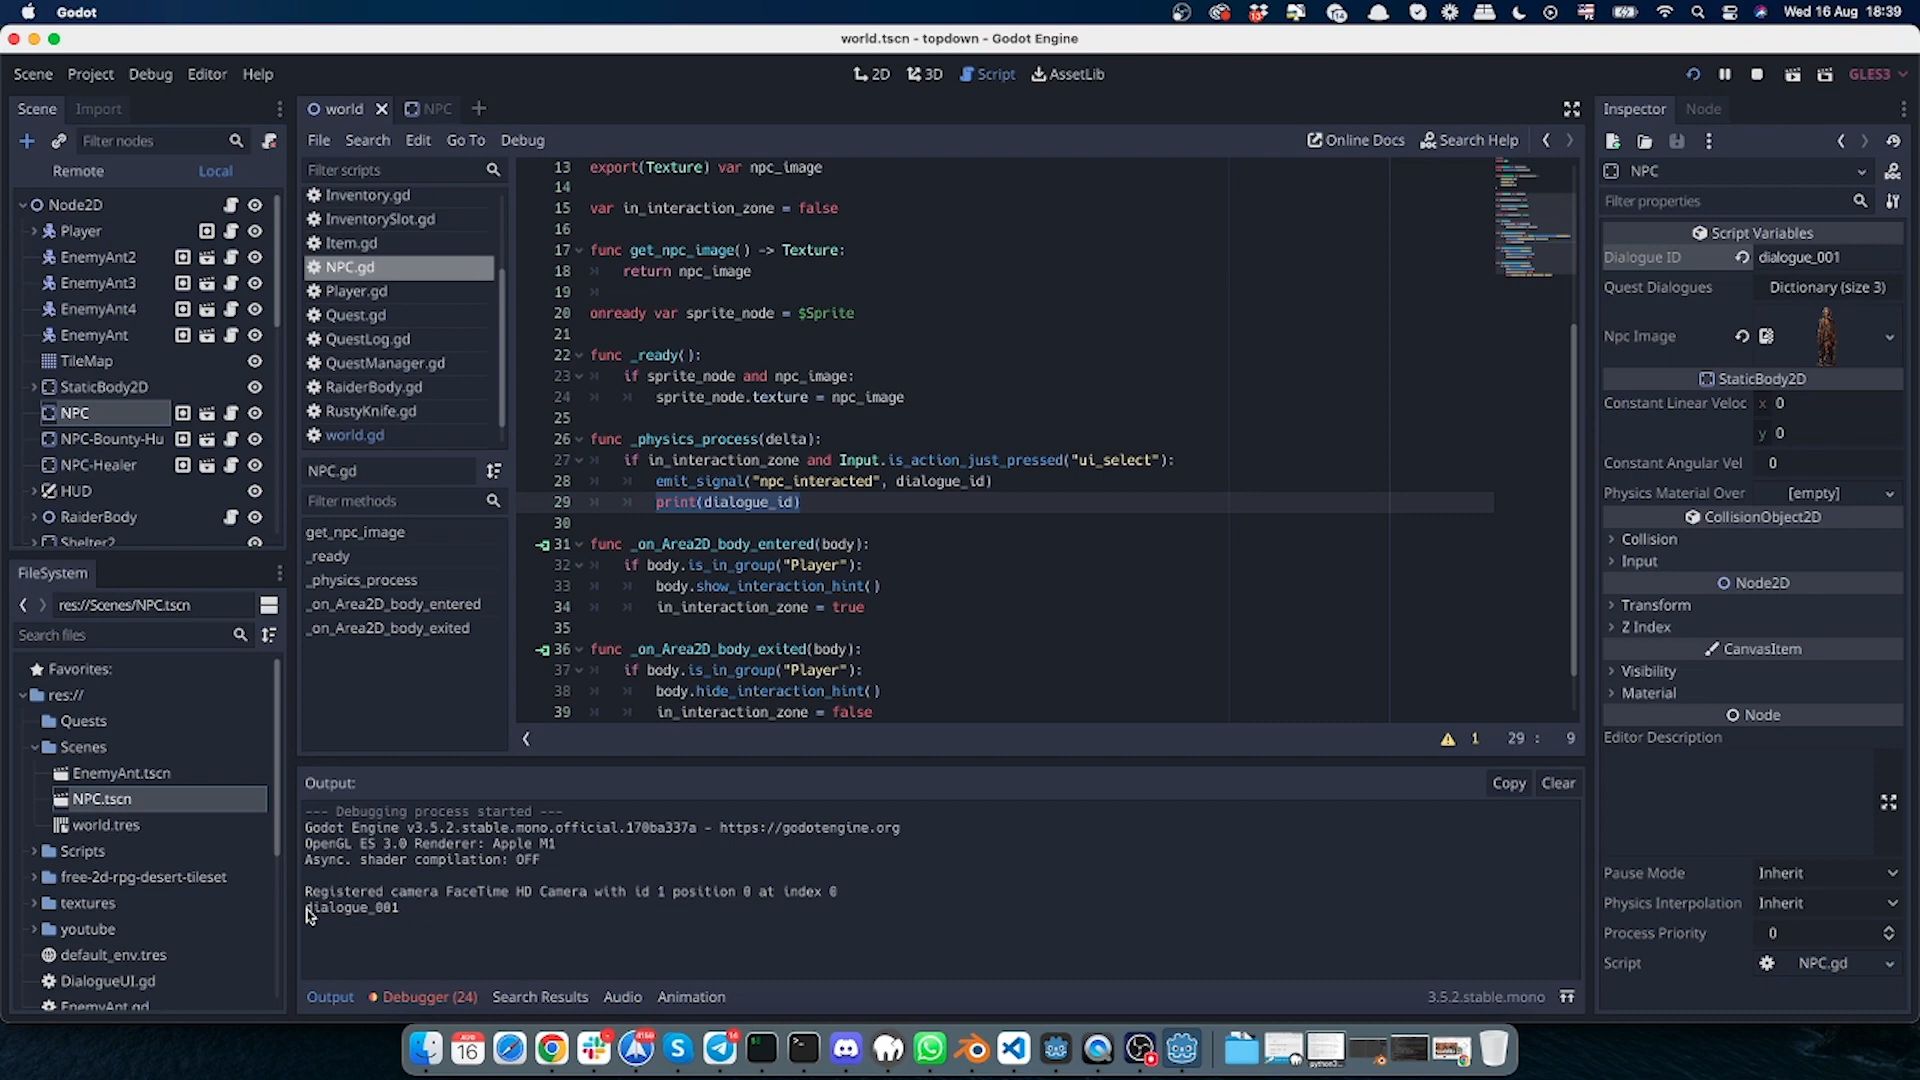 Godot
Wed 16 Aug 18:39
world.tscn - topdown - Godot Engine
Scene Project Debug Editor Help
2D 3D Script AssetLib
GLES3
Scene Import
Filter nodes
Remote Local
Node2D
Player
EnemyAnt2
EnemyAnt3
EnemyAnt4
EnemyAnt
TileMap
StaticBody2D
NPC
NPC-Bounty-Hu
NPC-Healer
HUD
RaiderBody
Shelter2
FileSystem
res://Scenes/NPC.tscn
Search files
Favorites:
res://
Quests
Scenes
EnemyAnt.tscn
NPC.tscn
world.tres
Scripts
free-2d-rpg-desert-tileset
textures
youtube
default_env.tres
DialogueUI.gd
EnemyAnt.gd
world NPC
File Search Edit Go To Debug
Online Docs Search Help
Filter scripts
Inventory.gd
InventorySlot.gd
Item.gd
NPC.gd
Player.gd
Quest.gd
QuestLog.gd
QuestManager.gd
RaiderBody.gd
RustyKnife.gd
world.gd
NPC.gd
Filter methods
get_npc_image
_ready
_physics_process
_on_Area2D_body_entered
_on_Area2D_body_exited
13 export(Texture) var npc_image
14
15 var in_interaction_zone = false
16
17 func get_npc_image() -> Texture:
18 return npc_image
19
20 onready var sprite_node = $Sprite
21
22 func _ready():
23 if sprite_node and npc_image:
24 sprite_node.texture = npc_image
25
26 func _physics_process(delta):
27 if in_interaction_zone and Input.is_action_just_pressed("ui_select"):
28 emit_signal("npc_interacted", dialogue_id)
29 print(dialogue_id)
30
31 func _on_Area2D_body_entered(body):
32 if body.is_in_group("Player"):
33 body.show_interaction_hint()
34 in_interaction_zone = true
35
36 func _on_Area2D_body_exited(body):
37 if body.is_in_group("Player"):
38 body.hide_interaction_hint()
39 in_interaction_zone = false
1 29 : 9
Output:
Copy Clear
--- Debugging process started ---
Godot Engine v3.5.2.stable.mono.official.170ba337a - https://godotengine.org
OpenGL ES 3.0 Renderer: Apple M1
Async. shader compilation: OFF
Registered camera FaceTime HD Camera with id 1 position 0 at index 0
dialogue_001
Output Debugger (24) Search Results Audio Animation
3.5.2.stable.mono
Inspector Node
NPC
Filter properties
Script Variables
Dialogue ID dialogue_001
Quest Dialogues Dictionary (size 3)
Npc Image
StaticBody2D
Constant Linear Veloc x 0
y 0
Constant Angular Vel 0
Physics Material Over [empty]
CollisionObject2D
Collision
Input
Node2D
Transform
Z Index
CanvasItem
Visibility
Material
Node
Editor Description
Pause Mode Inherit
Physics Interpolation Inherit
Process Priority 0
Script NPC.gd
AUG
16